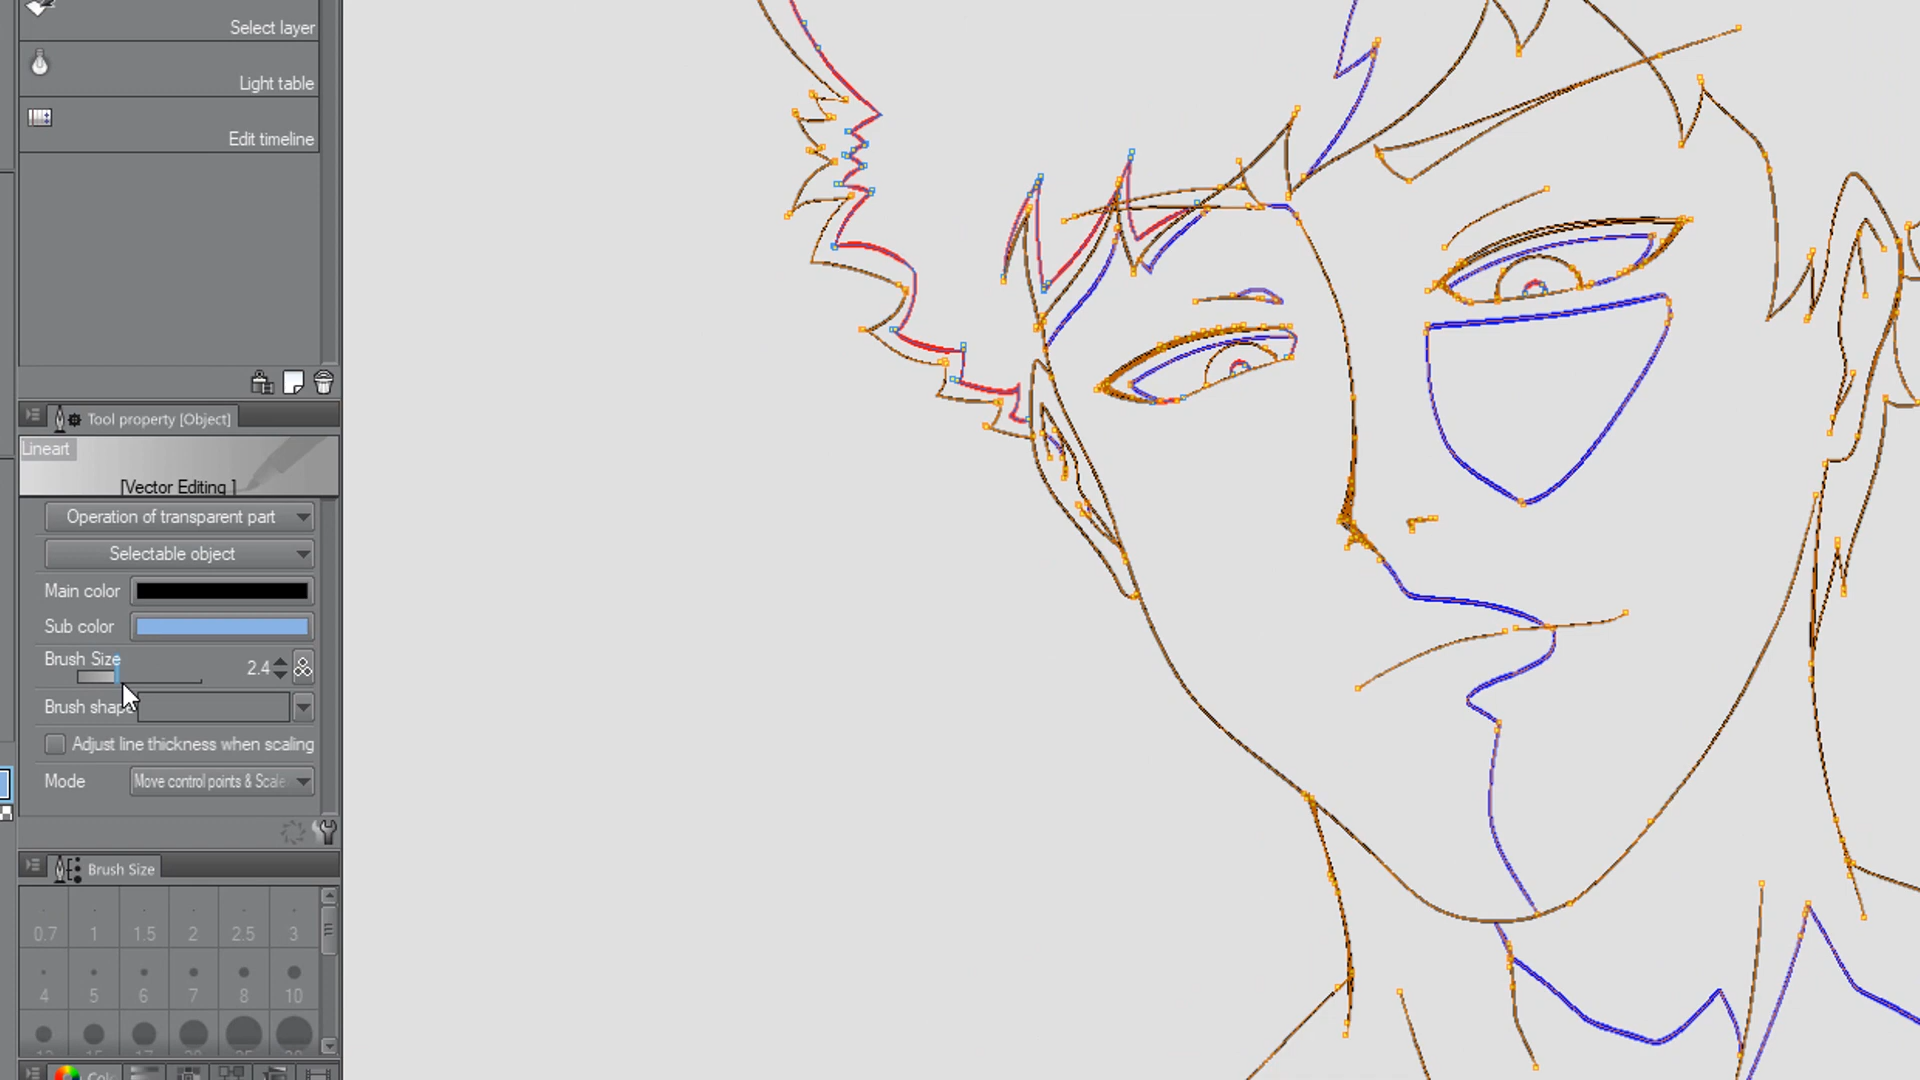 Select layer
Light table
Edit timeline
Tool property [Object]
Lineart
[Vector Editing ]
Operation of transparent part
Selectable object
Main color
Sub color
Brush Size
2.4
Brush shape
Adjust line thickness when scaling
Mode
Move control points & Scale
Brush Size
0.7 1 1.5 2 2.5 3
4 5 6 7 8 10